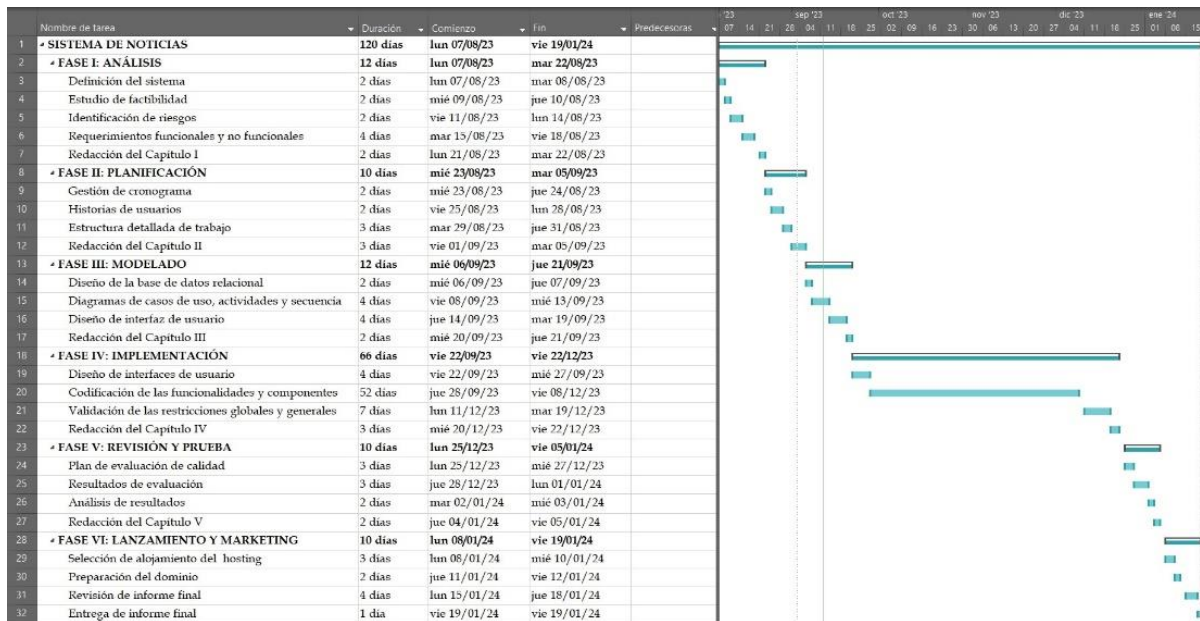 '23 sep '23 oct '23 nov '23 dic '23 ene '24
Nombre de tarea Duración Comienzo Fin Predecesoras 07 14 21 28 04 11 18 25 02 09 16 23 30 06 13 20 27 04 11 18 25 01 08 15
1 SISTEMA DE NOTICIAS 120 días lun 07/08/23 vie 19/01/24
2 FASE I: ANÁLISIS 12 días lun 07/08/23 mar 22/08/23
3 Definición del sistema 2 días lun 07/08/23 mar 08/08/23
4 Estudio de factibilidad 2 días mié 09/08/23 jue 10/08/23
5 Identificación de riesgos 2 días vie 11/08/23 lun 14/08/23
6 Requerimientos funcionales y no funcionales 4 días mar 15/08/23 vie 18/08/23
7 Redacción del Capítulo I 2 días lun 21/08/23 mar 22/08/23
8 FASE II: PLANIFICACIÓN 10 días mié 23/08/23 mar 05/09/23
9 Gestión de cronograma 2 días mié 23/08/23 jue 24/08/23
10 Historias de usuarios 2 días vie 25/08/23 lun 28/08/23
11 Estructura detallada de trabajo 3 días mar 29/08/23 jue 31/08/23
12 Redacción del Capítulo II 3 días vie 01/09/23 mar 05/09/23
13 FASE III: MODELADO 12 días mié 06/09/23 jue 21/09/23
14 Diseño de la base de datos relacional 2 días mié 06/09/23 jue 07/09/23
15 Diagramas de casos de uso, actividades y secuencia 4 días vie 08/09/23 mié 13/09/23
16 Diseño de interfaz de usuario 4 días jue 14/09/23 mar 19/09/23
17 Redacción del Capítulo III 2 días mié 20/09/23 jue 21/09/23
18 FASE IV: IMPLEMENTACIÓN 66 días vie 22/09/23 vie 22/12/23
19 Diseño de interfaces de usuario 4 días vie 22/09/23 mié 27/09/23
20 Codificación de las funcionalidades y componentes 52 días jue 28/09/23 vie 08/12/23
21 Validación de las restricciones globales y generales 7 días lun 11/12/23 mar 19/12/23
22 Redacción del Capítulo IV 3 días mié 20/12/23 vie 22/12/23
23 FASE V: REVISIÓN Y PRUEBA 10 días lun 25/12/23 vie 05/01/24
24 Plan de evaluación de calidad 3 días lun 25/12/23 mié 27/12/23
25 Resultados de evaluación 3 días jue 28/12/23 lun 01/01/24
26 Análisis de resultados 2 días mar 02/01/24 mié 03/01/24
27 Redacción del Capítulo V 2 días jue 04/01/24 vie 05/01/24
28 FASE VI: LANZAMIENTO Y MARKETING 10 días lun 08/01/24 vie 19/01/24
29 Selección de alojamiento del hosting 3 días lun 08/01/24 mié 10/01/24
30 Preparación del dominio 2 días jue 11/01/24 vie 12/01/24
31 Revisión de informe final 4 días lun 15/01/24 jue 18/01/24
32 Entrega de informe final 1 día vie 19/01/24 vie 19/01/24